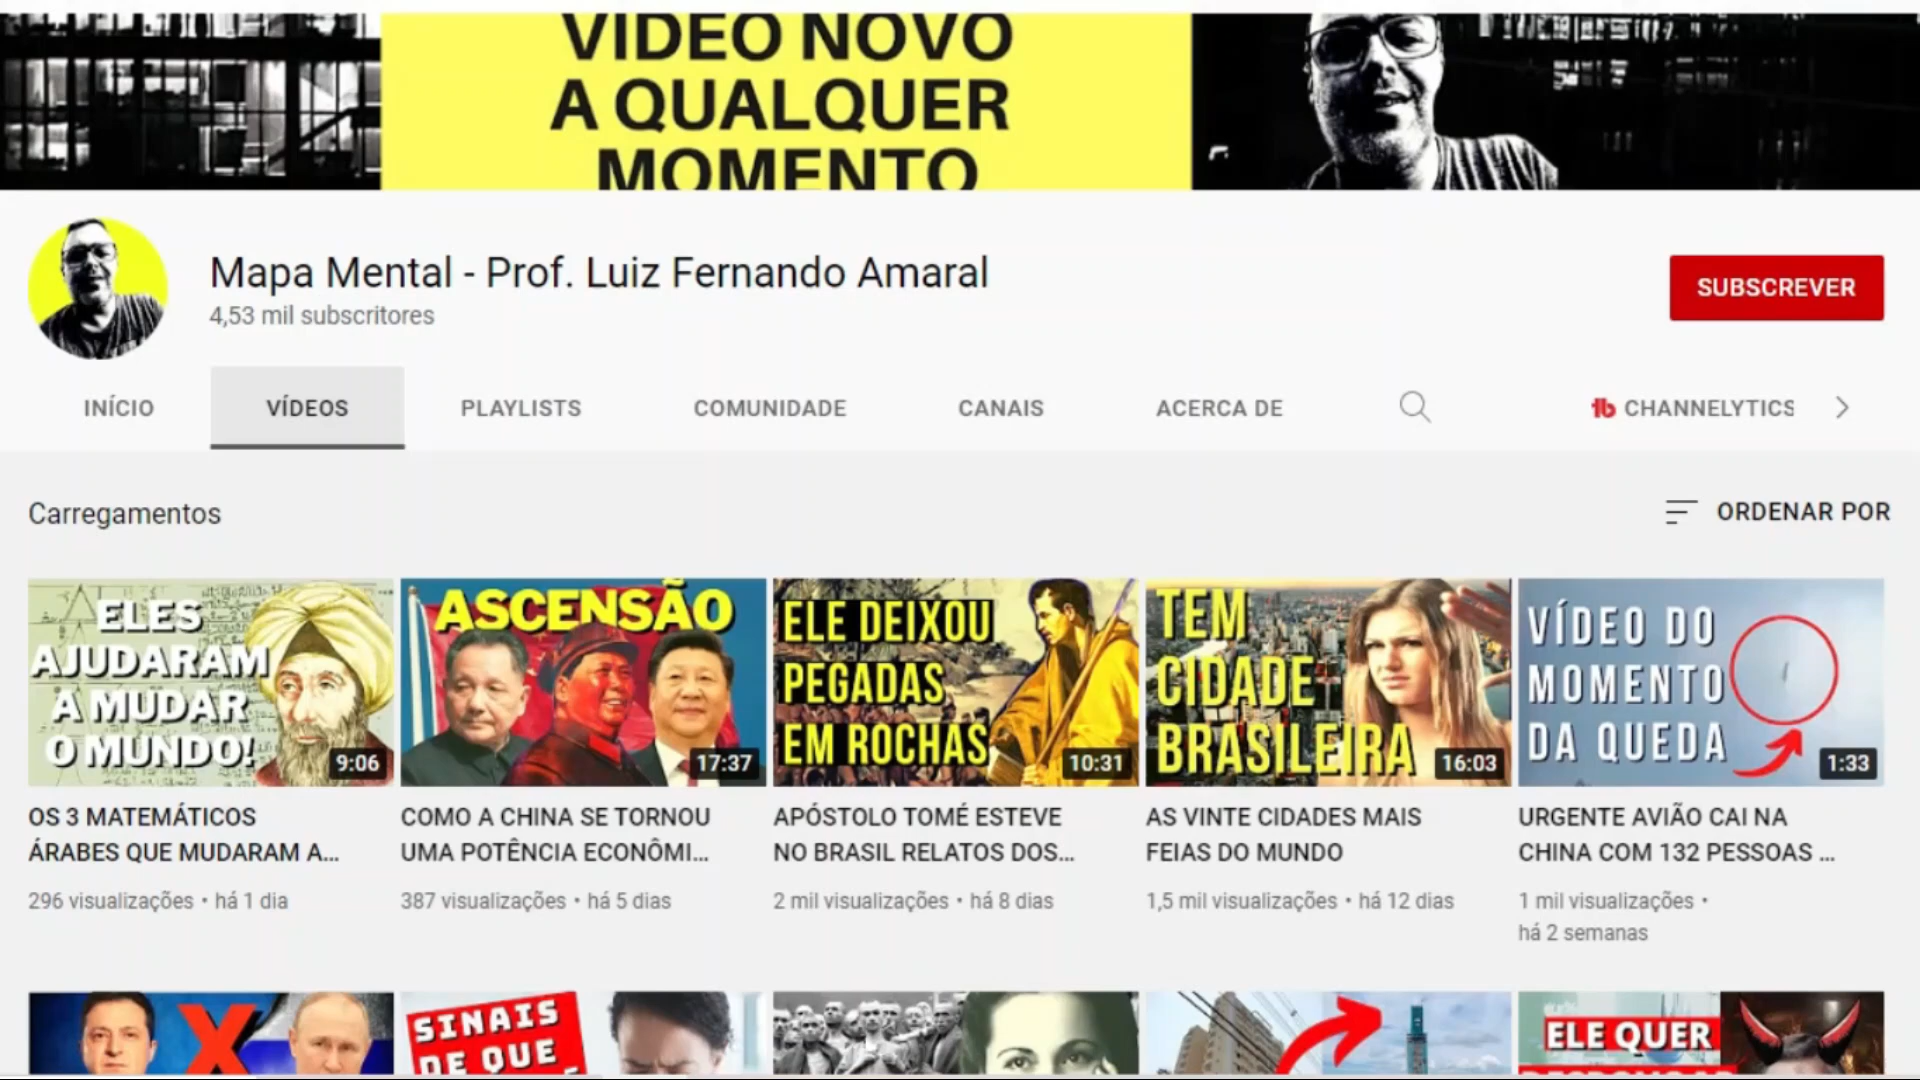 VÍDEO NOVO
A QUALQUER
MOMENTO
Mapa Mental - Prof. Luiz Fernando Amaral
4,53 mil subscritores
SUBSCREVER
INÍCIO
VÍDEOS
PLAYLISTS
COMUNIDADE
CANAIS
ACERCA DE
CHANNELYTICS
Carregamentos
ORDENAR POR
ELES
AJUDARAM
A MUDAR
O MUNDO!
9:06
OS 3 MATEMÁTICOS
ÁRABES QUE MUDARAM A...
296 visualizações • há 1 dia
ASCENSÃO
17:37
COMO A CHINA SE TORNOU
UMA POTÊNCIA ECONÔMI...
387 visualizações • há 5 dias
ELE DEIXOU
PEGADAS
EM ROCHAS
10:31
APÓSTOLO TOMÉ ESTEVE
NO BRASIL RELATOS DOS...
2 mil visualizações • há 8 dias
TEM
CIDADE
BRASILEIRA
16:03
AS VINTE CIDADES MAIS
FEIAS DO MUNDO
1,5 mil visualizações • há 12 dias
VÍDEO DO
MOMENTO
DA QUEDA
1:33
URGENTE AVIÃO CAI NA
CHINA COM 132 PESSOAS ...
1 mil visualizações •
há 2 semanas
X
SINAIS
DE QUE
ELE QUER